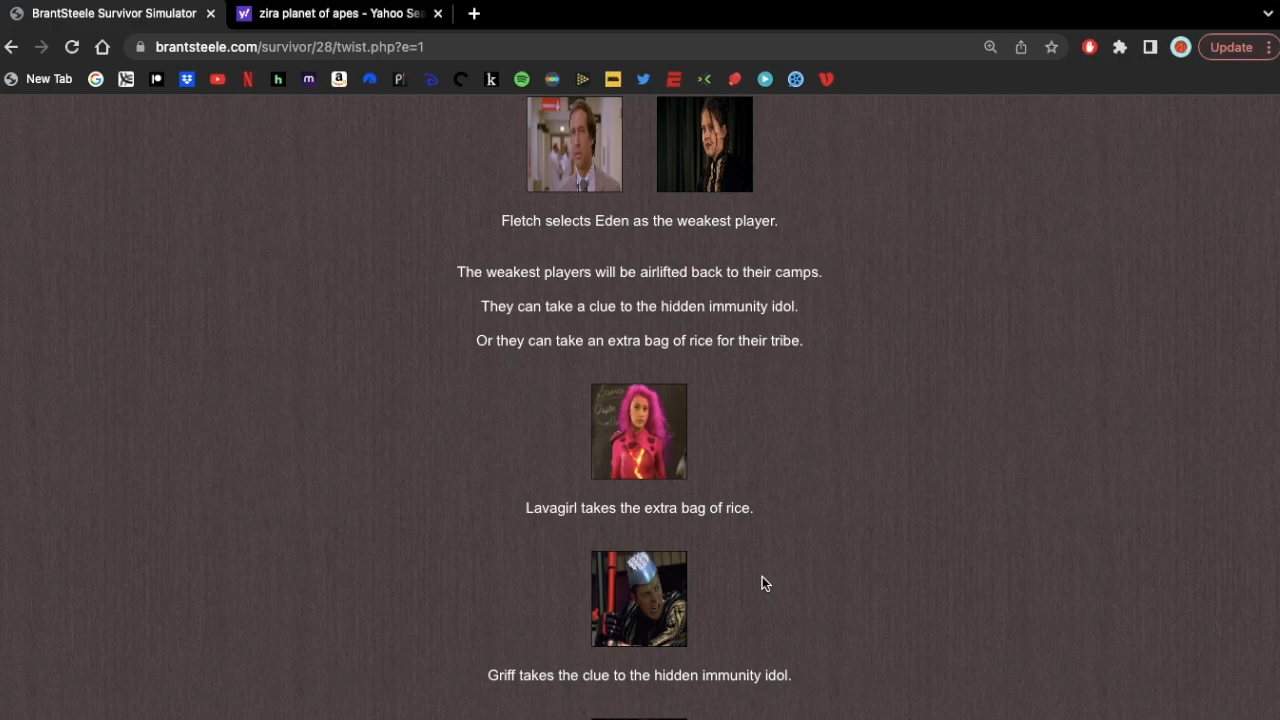 BrantSteele Survivor Simulator
zira planet of apes - Yahoo Sea
brantsteele.com/survivor/28/twist.php?e=1
Update
New Tab
Fletch selects Eden as the weakest player.
The weakest players will be airlifted back to their camps.
They can take a clue to the hidden immunity idol.
Or they can take an extra bag of rice for their tribe.
Lavagirl takes the extra bag of rice.
Griff takes the clue to the hidden immunity idol.